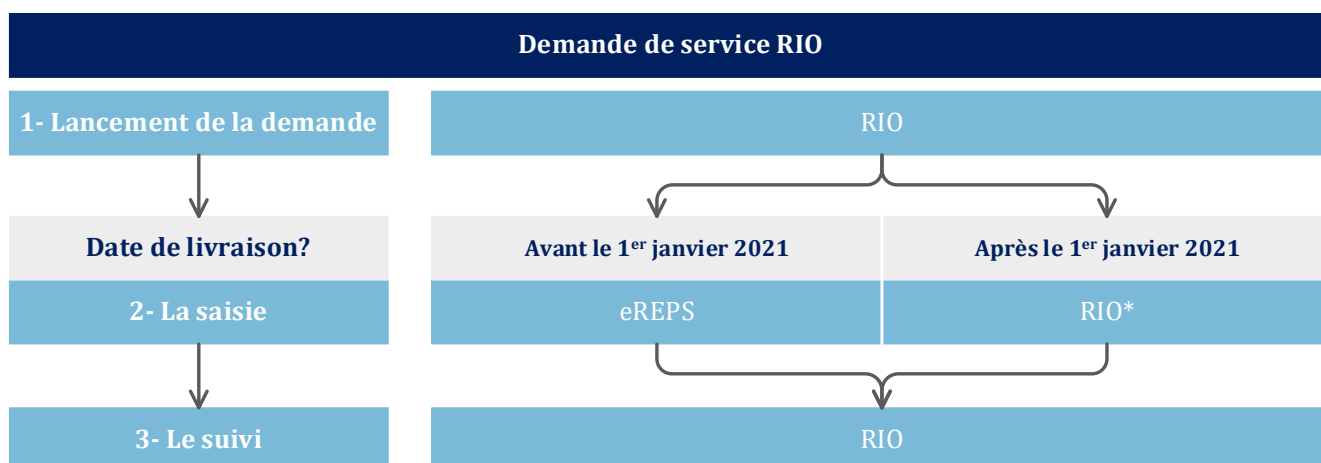 Demande de service RIO
1- Lancement de la demande
RIO
Date de livraison?
Avant le 1er janvier 2021
Après le 1er janvier 2021
2- La saisie
eREPS
RIO*
3- Le suivi
RIO